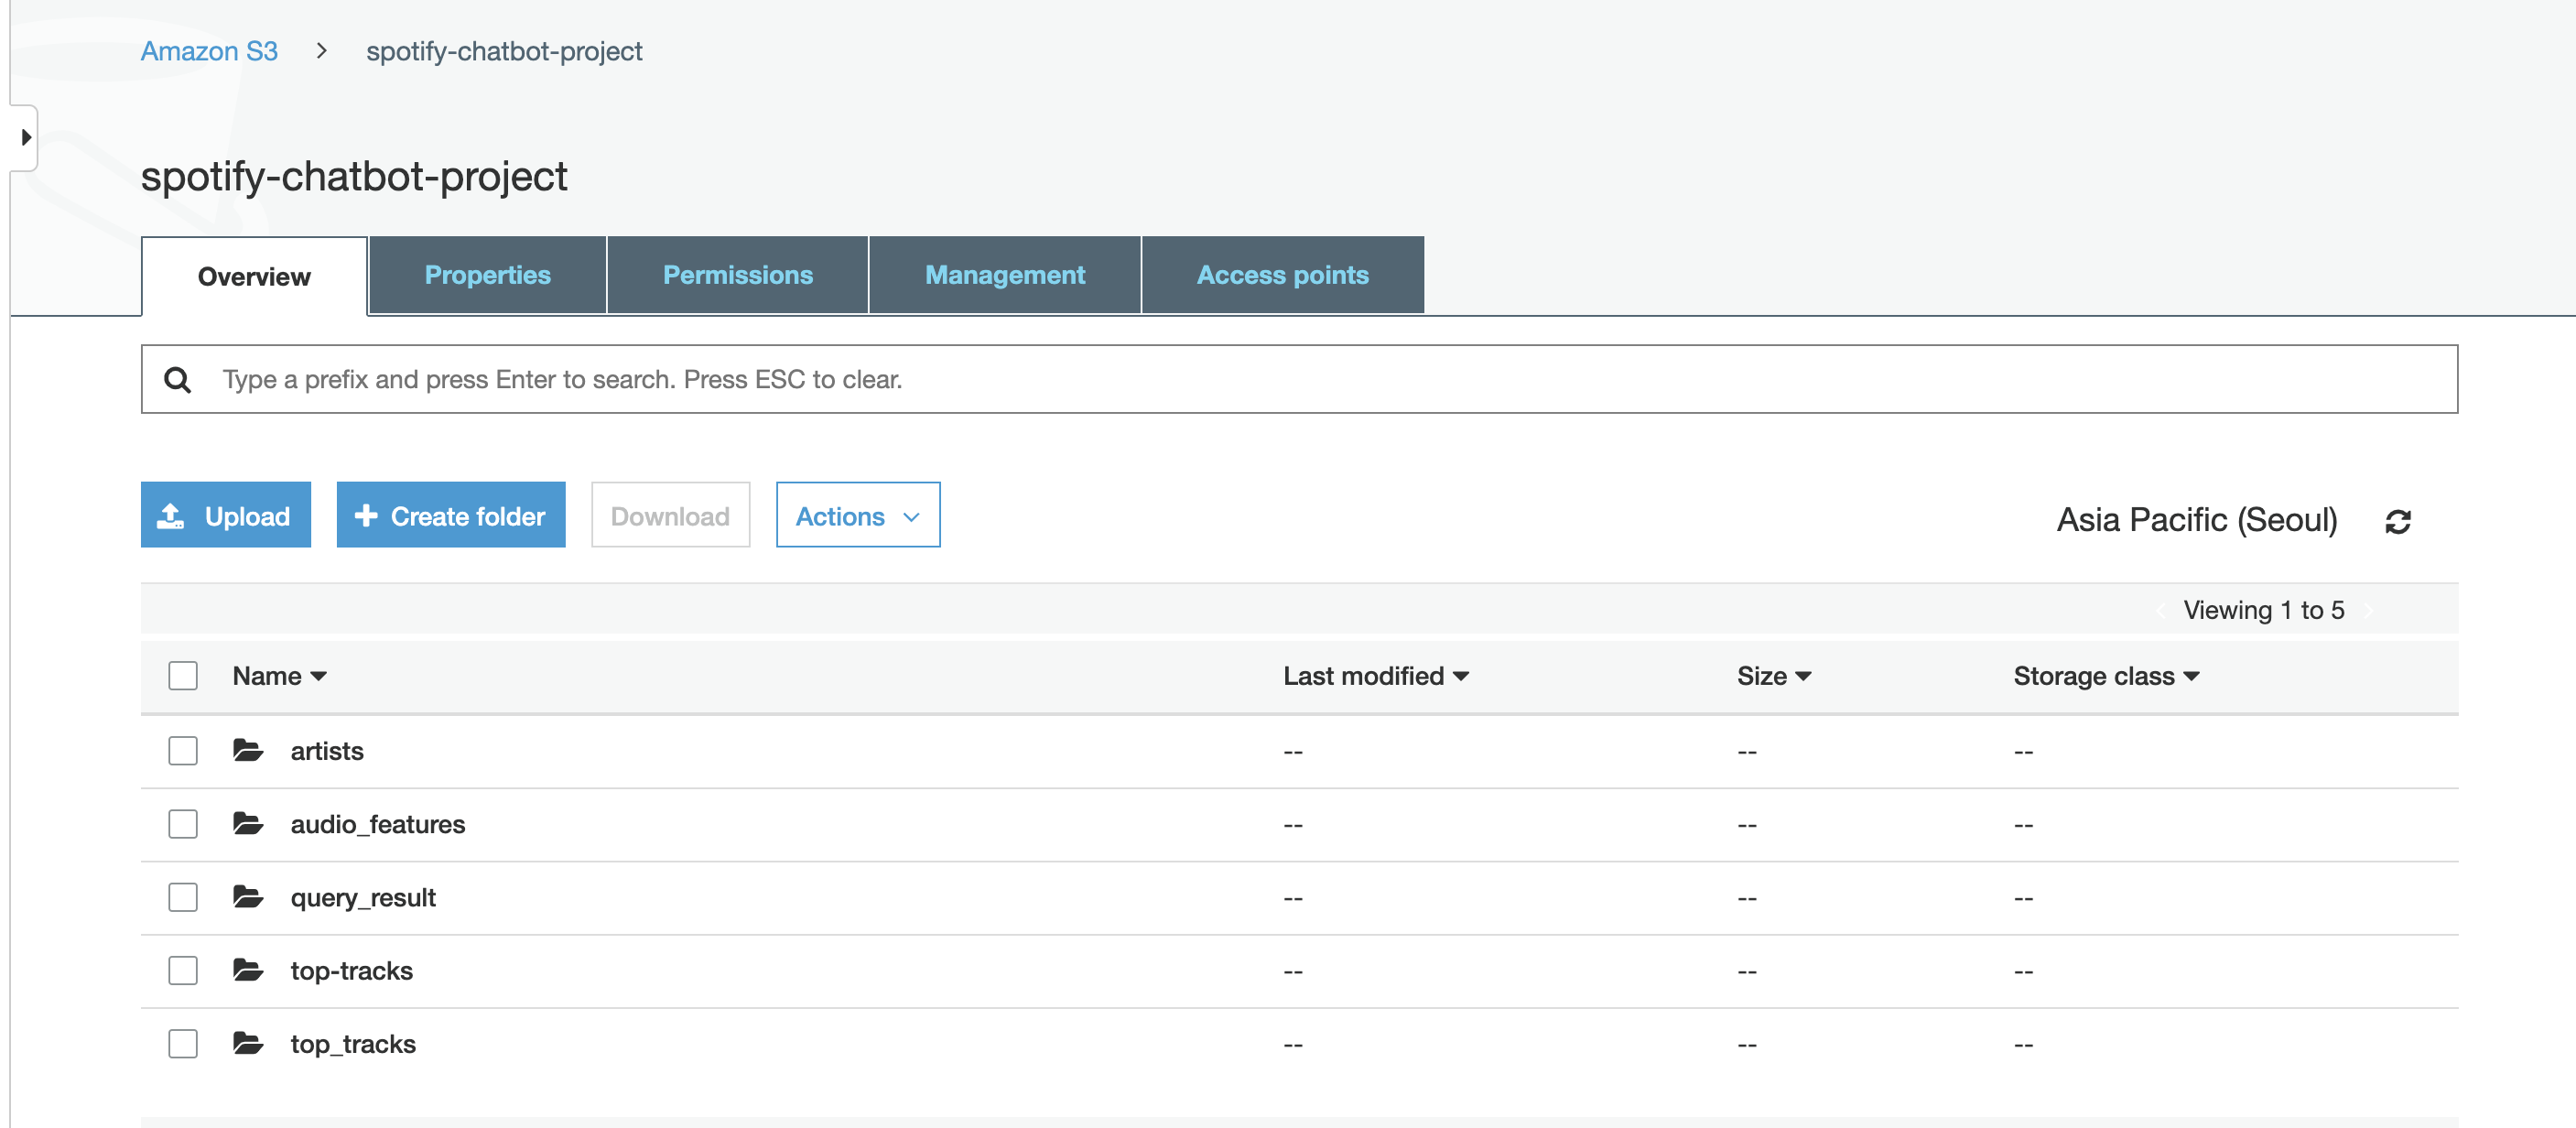 Amazon S3 > spotify-chatbot-project
spotify-chatbot-project
Overview Properties Permissions Management Access points
Type a prefix and press Enter to search. Press ESC to clear.
Upload Create folder Download Actions Asia Pacific (Seoul)
Viewing 1 to 5
Name Last modified Size Storage class
artists -- -- --
audio_features -- -- --
query_result -- -- --
top-tracks -- -- --
top_tracks -- -- --